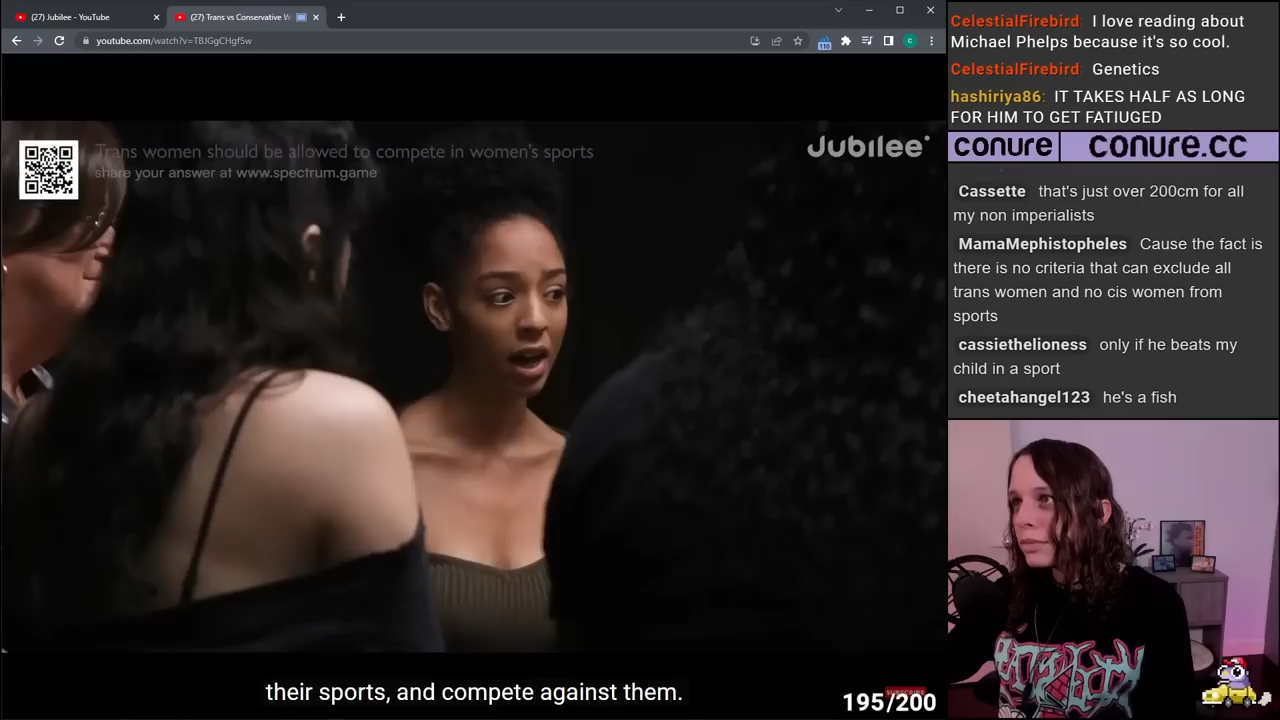 (27) Jubilee - YouTube
(27) Trans vs Conservative W
youtube.com/watch?v=TBJGgCHgf5w
Trans women should be allowed to compete in women's sports
share your answer at www.spectrum.game
Jubilee
their sports, and compete against them.
SUBSCRIBE
195/200
CelestialFirebird: I love reading about
Michael Phelps because it's so cool.
CelestialFirebird: Genetics
hashiriya86: IT TAKES HALF AS LONG
FOR HIM TO GET FATIUGED
conure conure.cc
Cassette that's just over 200cm for all
my non imperialists
MamaMephistopheles Cause the fact is
there is no criteria that can exclude all
trans women and no cis women from
sports
cassiethelioness only if he beats my
child in a sport
cheetahangel123 he's a fish